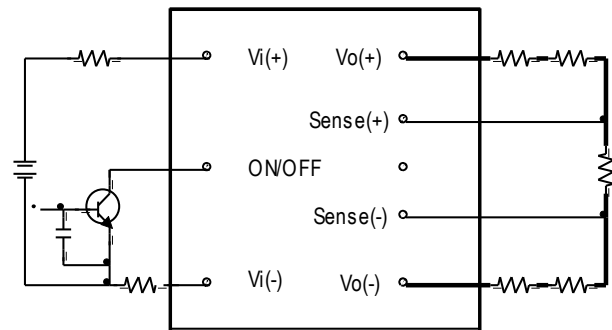 Vi(+) Vo(+)
Sense(+)
ON/OFF
Sense(-)
Vi(-) Vo(-)